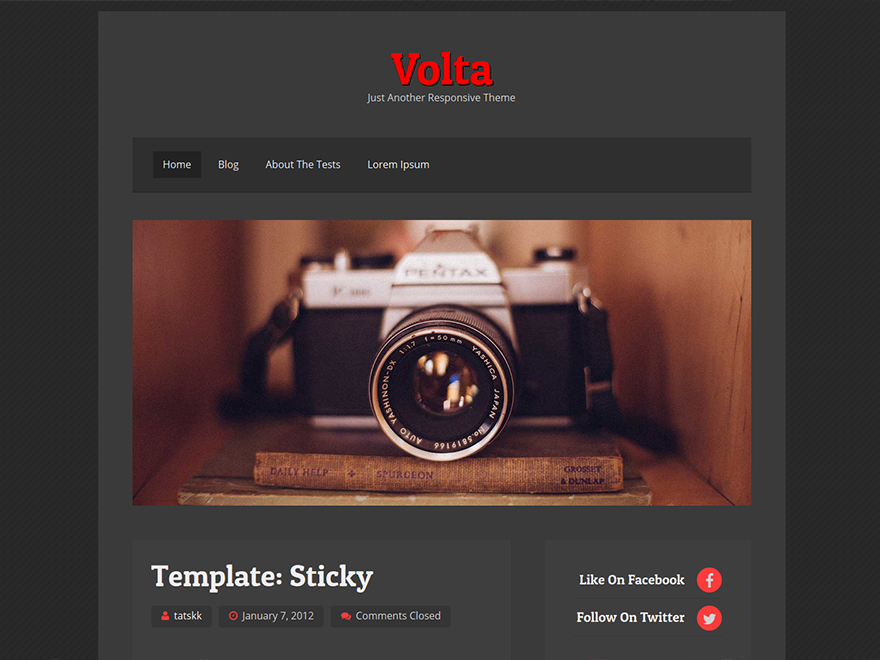 Volta
Just Another Responsive Theme
Home Blog About The Tests Lorem Ipsum
PENTAX
AUTO YASHINON-DX 1:1.7 f=50mm YASHICA JAPAN No.5819166
DAILY HELP + SPURGEON GROSSET
& DUNLAP
Template: Sticky
tatskk January 7, 2012 Comments Closed
Like On Facebook
Follow On Twitter